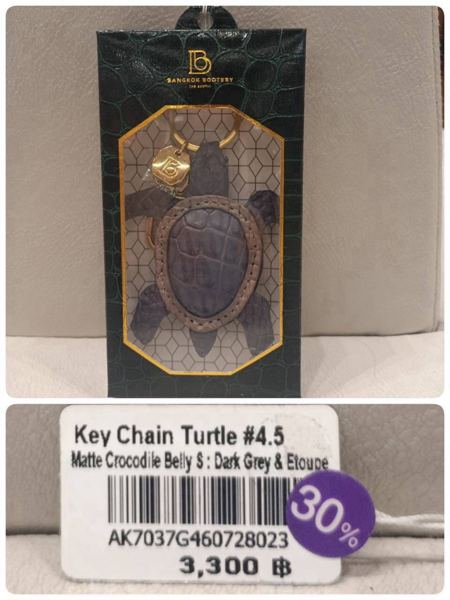 B
BANGKOK BOOTERY
Key Chain Turtle #4.5
Matte Crocodile Belly S : Dark Grey & Etoupe
30%
AK7037G460728023
3,300 ฿